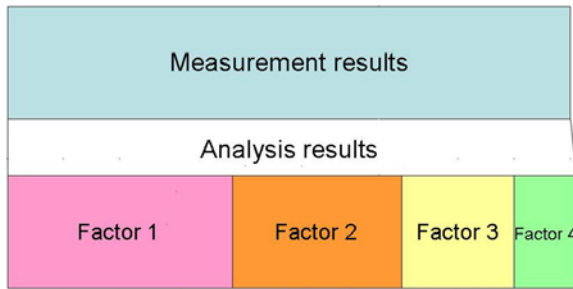 Measurement results
Analysis results
Factor 1 Factor 2 Factor 3 Factor 4